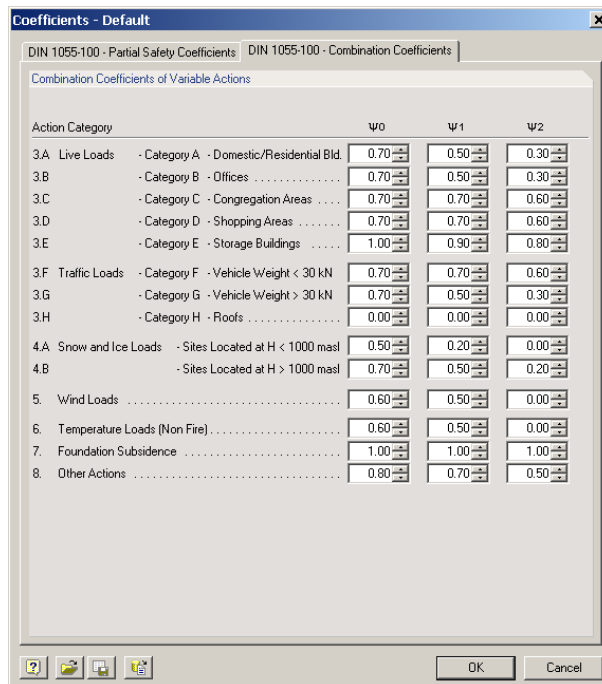 Coefficients - Default
DIN 1055-100 - Partial Safety Coefficients DIN 1055-100 - Combination Coefficients
Combination Coefficients of Variable Actions
Action Category Ψ0 Ψ1 Ψ2
3.A Live Loads - Category A - Domestic/Residential Bld. 0.70 0.50 0.30
3.B - Category B - Offices . . . . . . . . . . . . . . 0.70 0.50 0.30
3.C - Category C - Congregation Areas . . . . 0.70 0.70 0.60
3.D - Category D - Shopping Areas . . . . . . . 0.70 0.70 0.60
3.E - Category E - Storage Buildings . . . . . 1.00 0.90 0.80
3.F Traffic Loads - Category F - Vehicle Weight < 30 kN 0.70 0.70 0.60
3.G - Category G - Vehicle Weight > 30 kN 0.70 0.50 0.30
3.H - Category H - Roofs . . . . . . . . . . . . . . . 0.00 0.00 0.00
4.A Snow and Ice Loads - Sites Located at H < 1000 masl 0.50 0.20 0.00
4.B - Sites Located at H > 1000 masl 0.70 0.50 0.20
5. Wind Loads . . . . . . . . . . . . . . . . . . . . . . . . . . . . . . . . . 0.60 0.50 0.00
6. Temperature Loads (Non Fire) . . . . . . . . . . . . . . . . . . . . 0.60 0.50 0.00
7. Foundation Subsidence . . . . . . . . . . . . . . . . . . . . . . . . 1.00 1.00 1.00
8. Other Actions . . . . . . . . . . . . . . . . . . . . . . . . . . . . . . . 0.80 0.70 0.50
OK Cancel